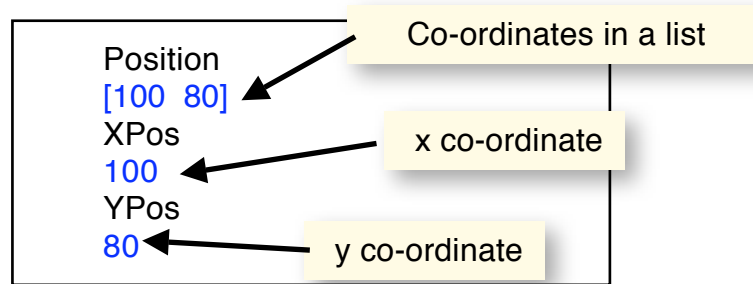 Co-ordinates in a list
Position
[100 80]
XPos
x co-ordinate
100
YPos
80
y co-ordinate